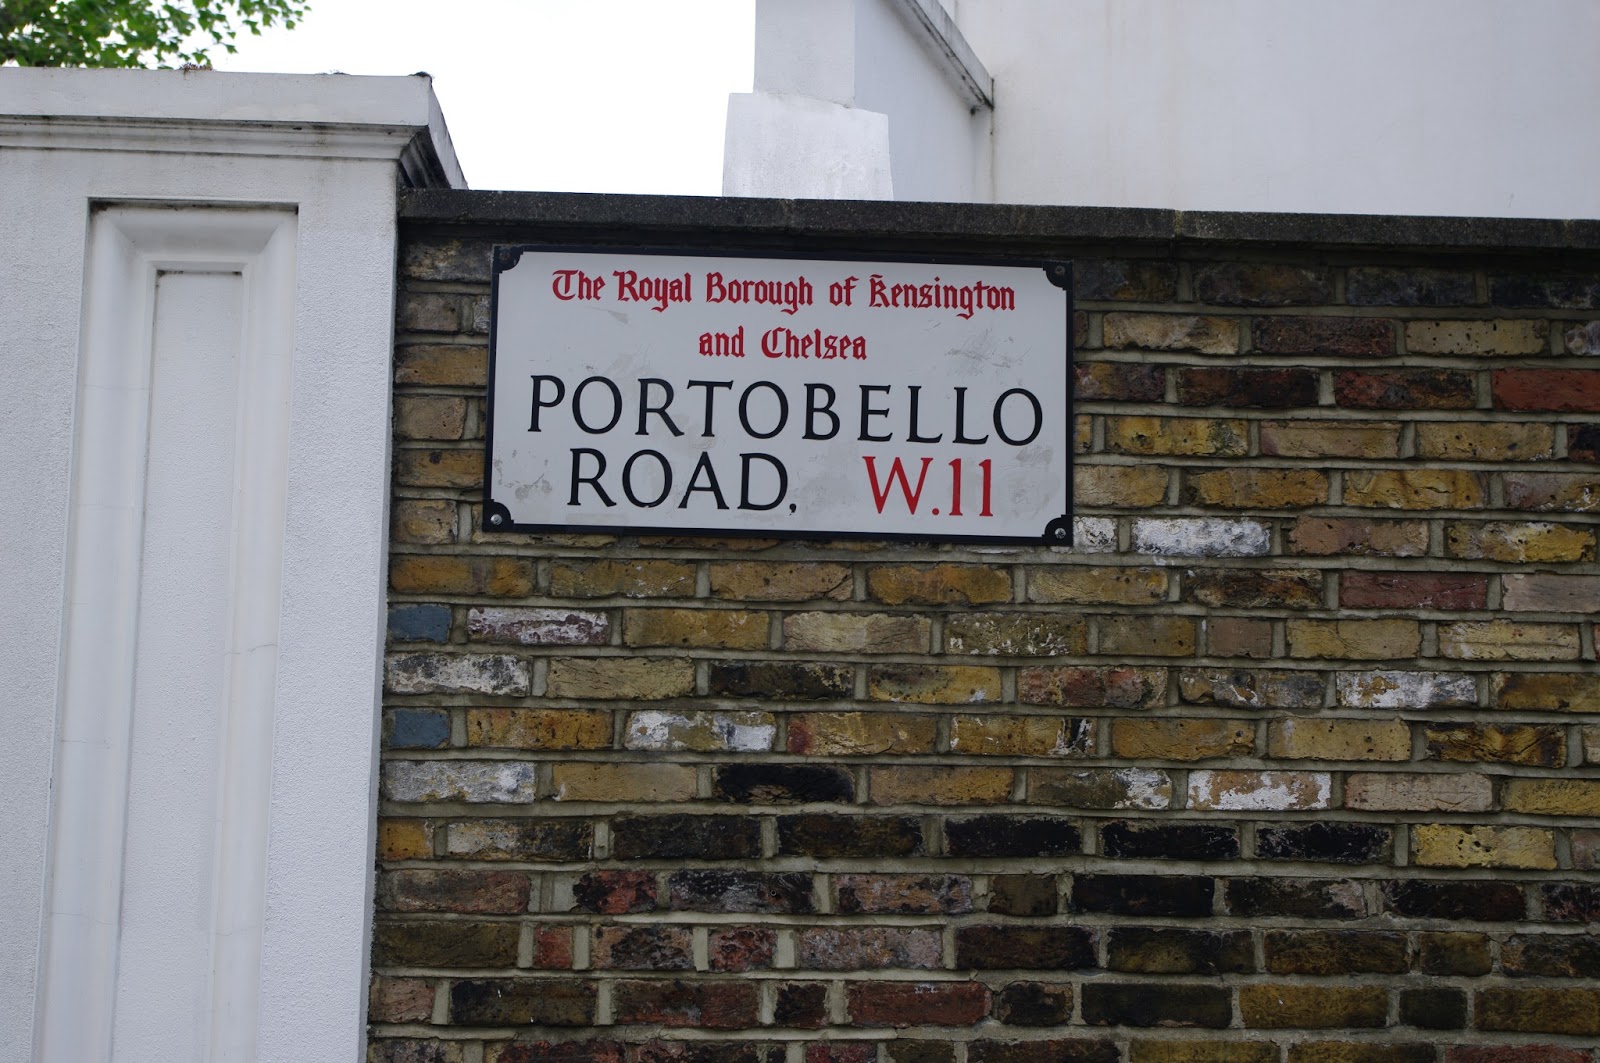 The Royal Borough of Kensington
and Chelsea
PORTOBELLO
ROAD, W.11